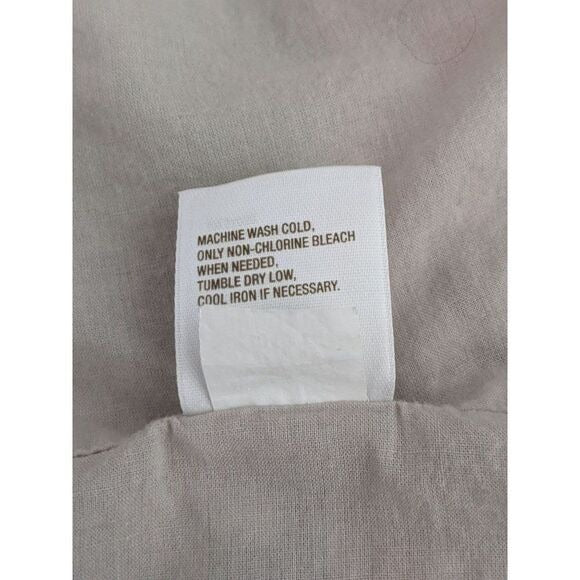 MACHINE WASH COLD,
ONLY NON-CHLORINE BLEACH
WHEN NEEDED,
TUMBLE DRY LOW,
COOL IRON IF NECESSARY.